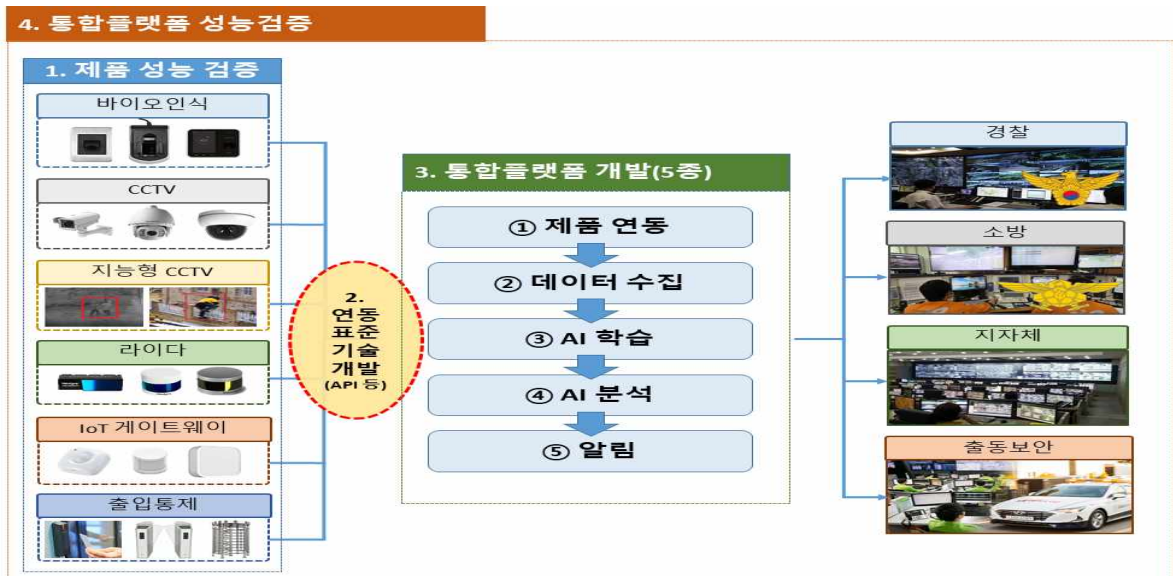 4. 통합플랫폼 성능검증
1. 제품 성능 검증
바이오인식
CCTV
지능형 CCTV
라이다
IoT 게이트웨이
출입통제
2.
연동
표준
기술
개발
(API 등)
3. 통합플랫폼 개발(5종)
① 제품 연동
② 데이터 수집
③ AI 학습
④ AI 분석
⑤ 알림
경찰
소방
지자체
출동보안